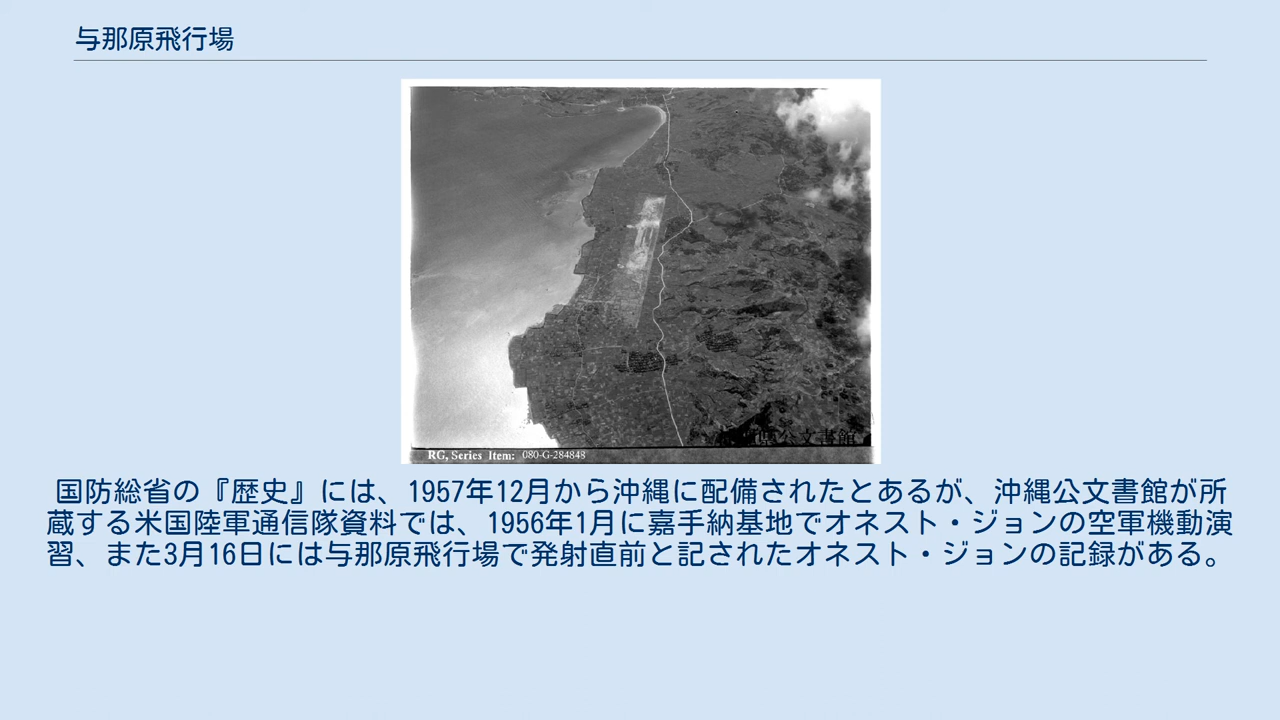 与那原飛行場
県公文書館
RG, Series Item: 080-G-284848
国防総省の『歴史』には、1957年12月から沖縄に配備されたとあるが、沖縄公文書館が所
蔵する米国陸軍通信隊資料では、1956年1月に嘉手納基地でオネスト・ジョンの空軍機動演
習、また3月16日には与那原飛行場で発射直前と記されたオネスト・ジョンの記録がある。